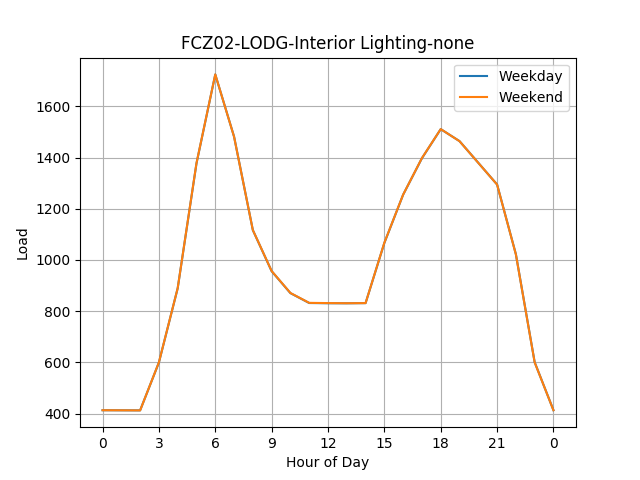 FCZ02-LODG-Interior Lighting-none
Weekday
Weekend
Load
1600
1400
1200
1000
800
600
400
0 3 6 9 12 15 18 21 0
Hour of Day